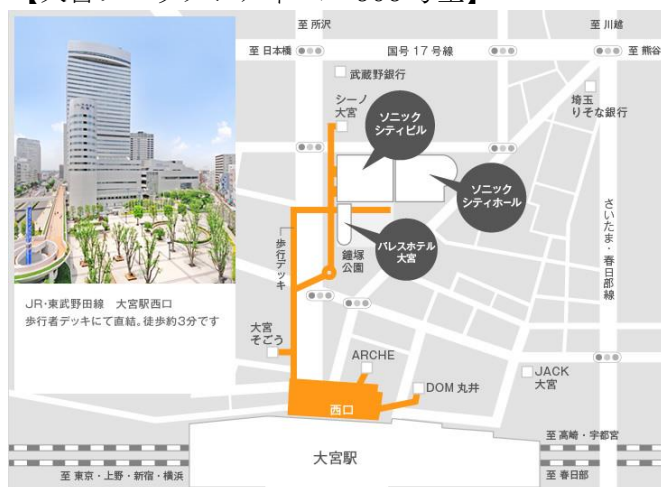 至 所沢
至 川越
至 日本橋
国号 17 号線
至 熊谷
武蔵野銀行
シーノ
大宮
埼玉
りそな銀行
ソニック
シティビル
ソニック
シティホール
さいたま・春日部線
歩行デッキ
パレスホテル
大宮
鐘塚
公園
JR・東武野田線 大宮駅西口
歩行者デッキにて直結。徒歩約3分です
大宮
そごう
ARCHE
JACK
大宮
DOM 丸井
西口
至 高崎・宇都宮
大宮駅
至 東京・上野・新宿・横浜
至 春日部